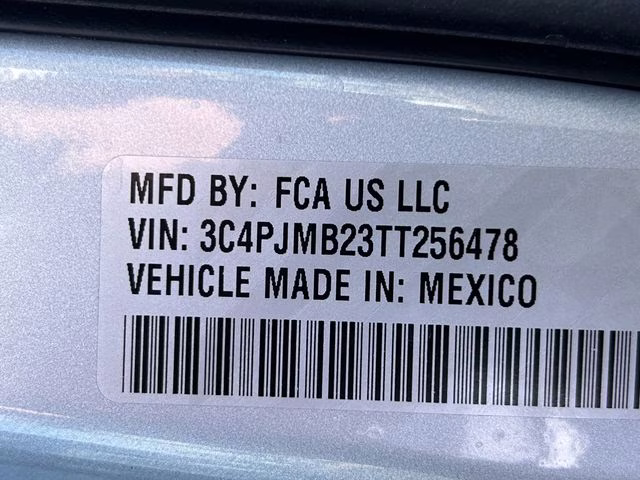 MFD BY: FCA US LLC
VIN: 3C4PJMB23TT256478
VEHICLE MADE IN: MEXICO